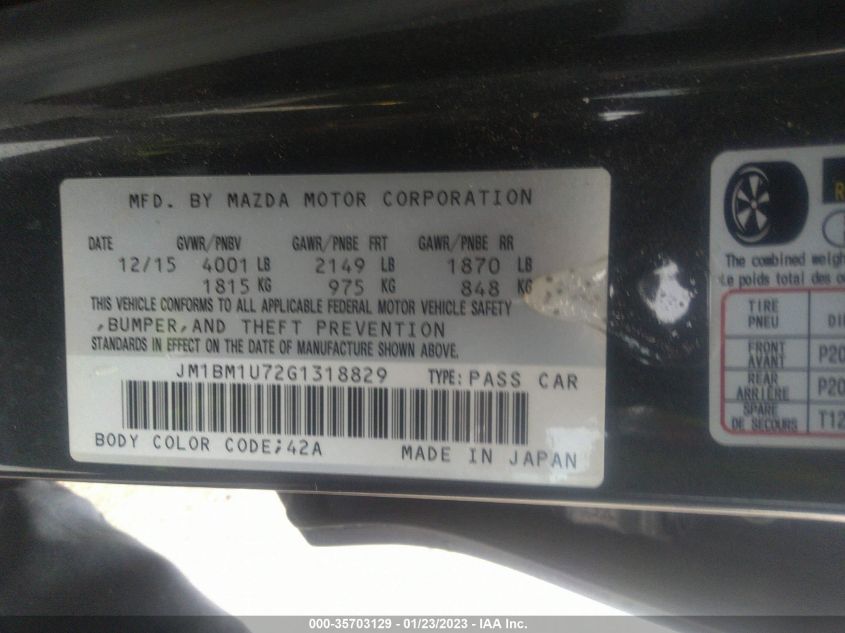 MFD. BY MAZDA MOTOR CORPORATION
DATE GVWR/PNBV GAWR/PNBE FRT GAWR/PNBE RR
12/15 4001 LB 2149 LB 1870 LB
1815 KG 975 KG 848 KG
THIS VEHICLE CONFORMS TO ALL APPLICABLE FEDERAL MOTOR VEHICLE SAFETY
,BUMPER,AND THEFT PREVENTION
STANDARDS IN EFFECT ON THE DATE OF MANUFACTURE SHOWN ABOVE.
JM1BM1U72G1318829 TYPE: PASS CAR
BODY COLOR CODE;42A MADE IN JAPAN
The combined
Le poids total des
TIRE
PNEU
FRONT
AVANT P20
REAR
ARRIÈRE P20
SPARE
DE SECOURS T12
000-35703129 - 01/23/2023 - IAA Inc.